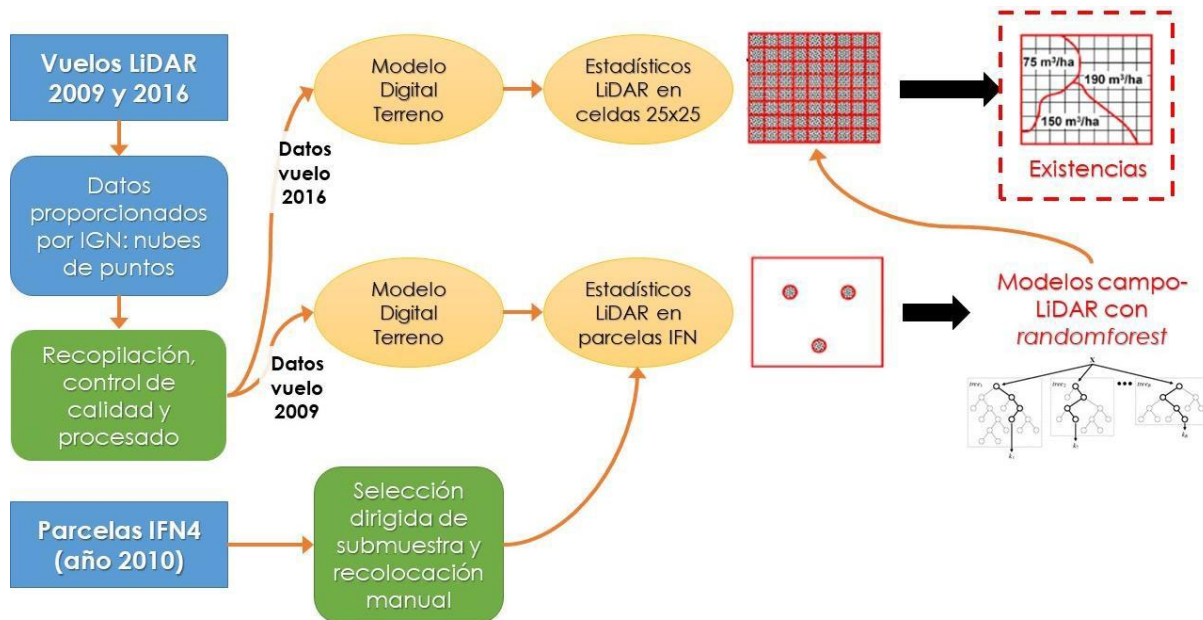 Vuelos LiDAR
2009 y 2016
Datos
proporcionados
por IGN: nubes
de puntos
Recopilación,
control de
calidad y
procesado
Parcelas IFN4
(año 2010)
Selección
dirigida de
submuestra y
recolocación
manual
Datos
vuelo
2016
Modelo
Digital
Terreno
Estadísticos
LiDAR en
celdas 25x25
75 m³/ha
190 m³/ha
150 m³/ha
Existencias
Datos
vuelo
2009
Modelo
Digital
Terreno
Estadísticos
LiDAR en
parcelas IFN
Modelos campo-
LiDAR con
randomforest
tree₁
tree₂